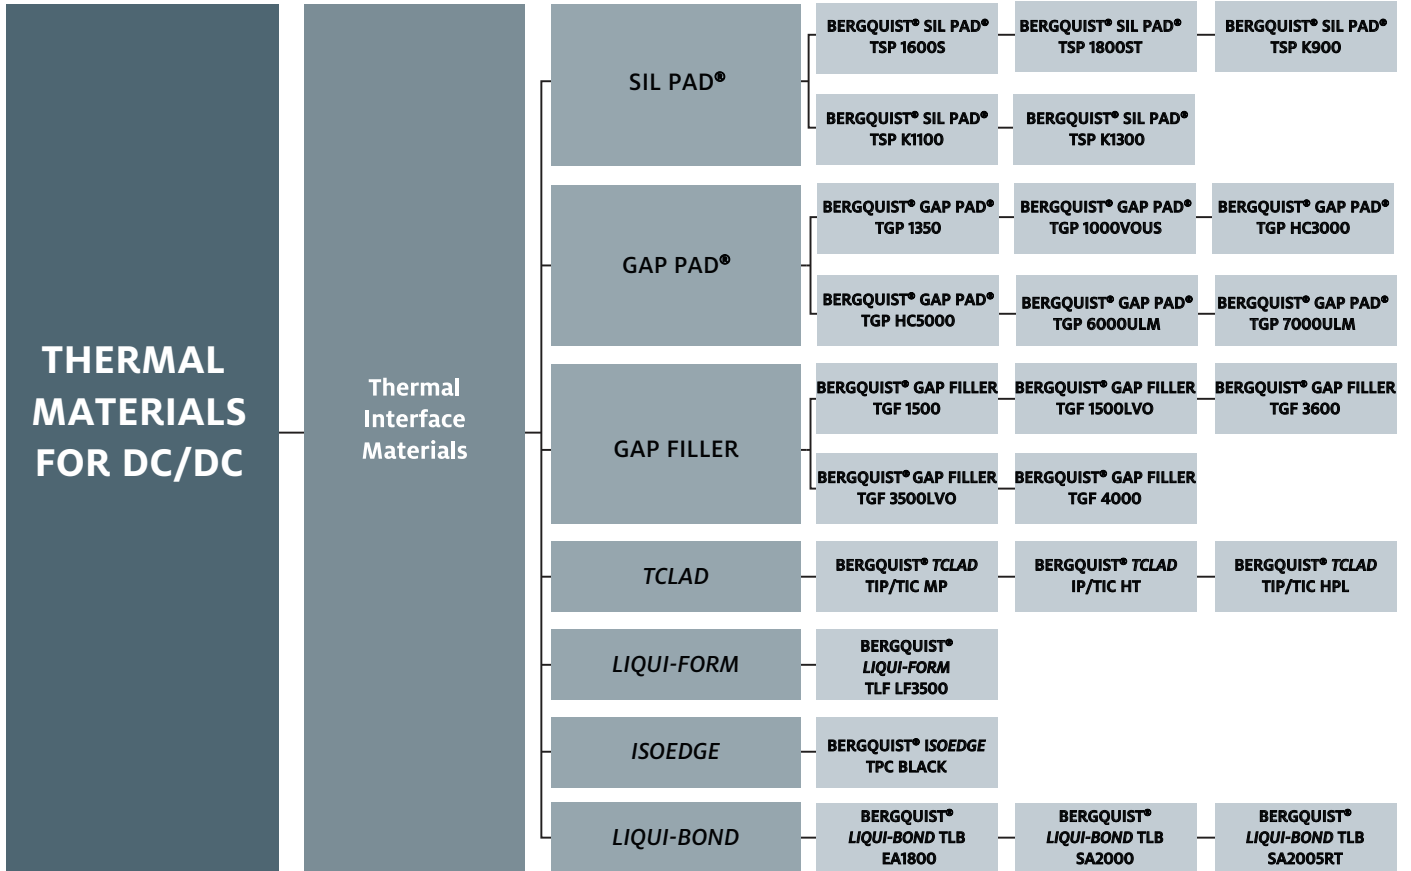 THERMAL
MATERIALS
FOR DC/DC
Thermal
Interface
Materials
SIL PAD®
BERGQUIST® SIL PAD®
TSP 1600S
BERGQUIST® SIL PAD®
TSP 1800ST
BERGQUIST® SIL PAD®
TSP K900
BERGQUIST® SIL PAD®
TSP K1100
BERGQUIST® SIL PAD®
TSP K1300
GAP PAD®
BERGQUIST® GAP PAD®
TGP 1350
BERGQUIST® GAP PAD®
TGP 1000VOUS
BERGQUIST® GAP PAD®
TGP HC3000
BERGQUIST® GAP PAD®
TGP HC5000
BERGQUIST® GAP PAD®
TGP 6000ULM
BERGQUIST® GAP PAD®
TGP 7000ULM
GAP FILLER
BERGQUIST® GAP FILLER
TGF 1500
BERGQUIST® GAP FILLER
TGF 1500LVO
BERGQUIST® GAP FILLER
TGF 3600
BERGQUIST® GAP FILLER
TGF 3500LVO
BERGQUIST® GAP FILLER
TGF 4000
TCLAD
BERGQUIST® TCLAD
TIP/TIC MP
BERGQUIST® TCLAD
IP/TIC HT
BERGQUIST® TCLAD
TIP/TIC HPL
LIQUI-FORM
BERGQUIST®
LIQUI-FORM
TLF LF3500
ISOEDGE
BERGQUIST® ISOEDGE
TPC BLACK
LIQUI-BOND
BERGQUIST®
LIQUI-BOND TLB
EA1800
BERGQUIST®
LIQUI-BOND TLB
SA2000
BERGQUIST®
LIQUI-BOND TLB
SA2005RT